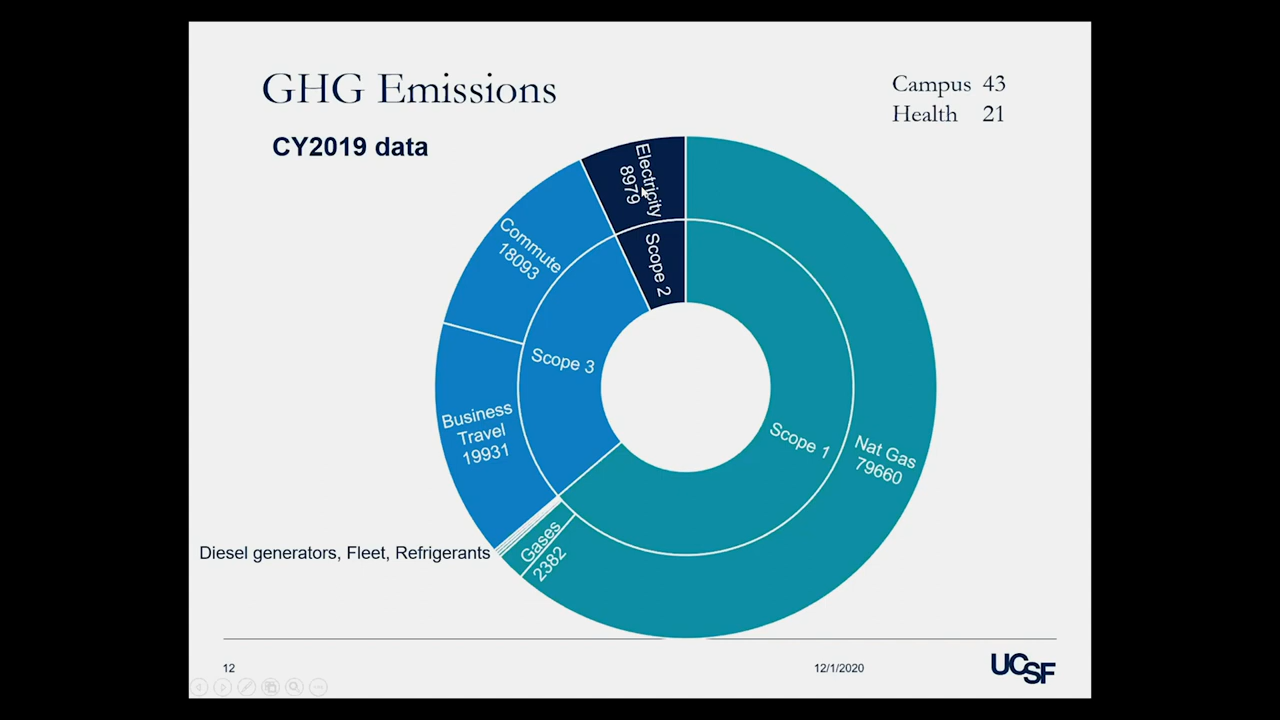 GHG Emissions
CY2019 data
Campus 43
Health 21
Electricity
8979
Scope 2
Commute
18093
Scope 3
Business
Travel
19931
Scope 1
Nat Gas
79660
Gases
2382
Diesel generators, Fleet, Refrigerants
12
12/1/2020
UCSF